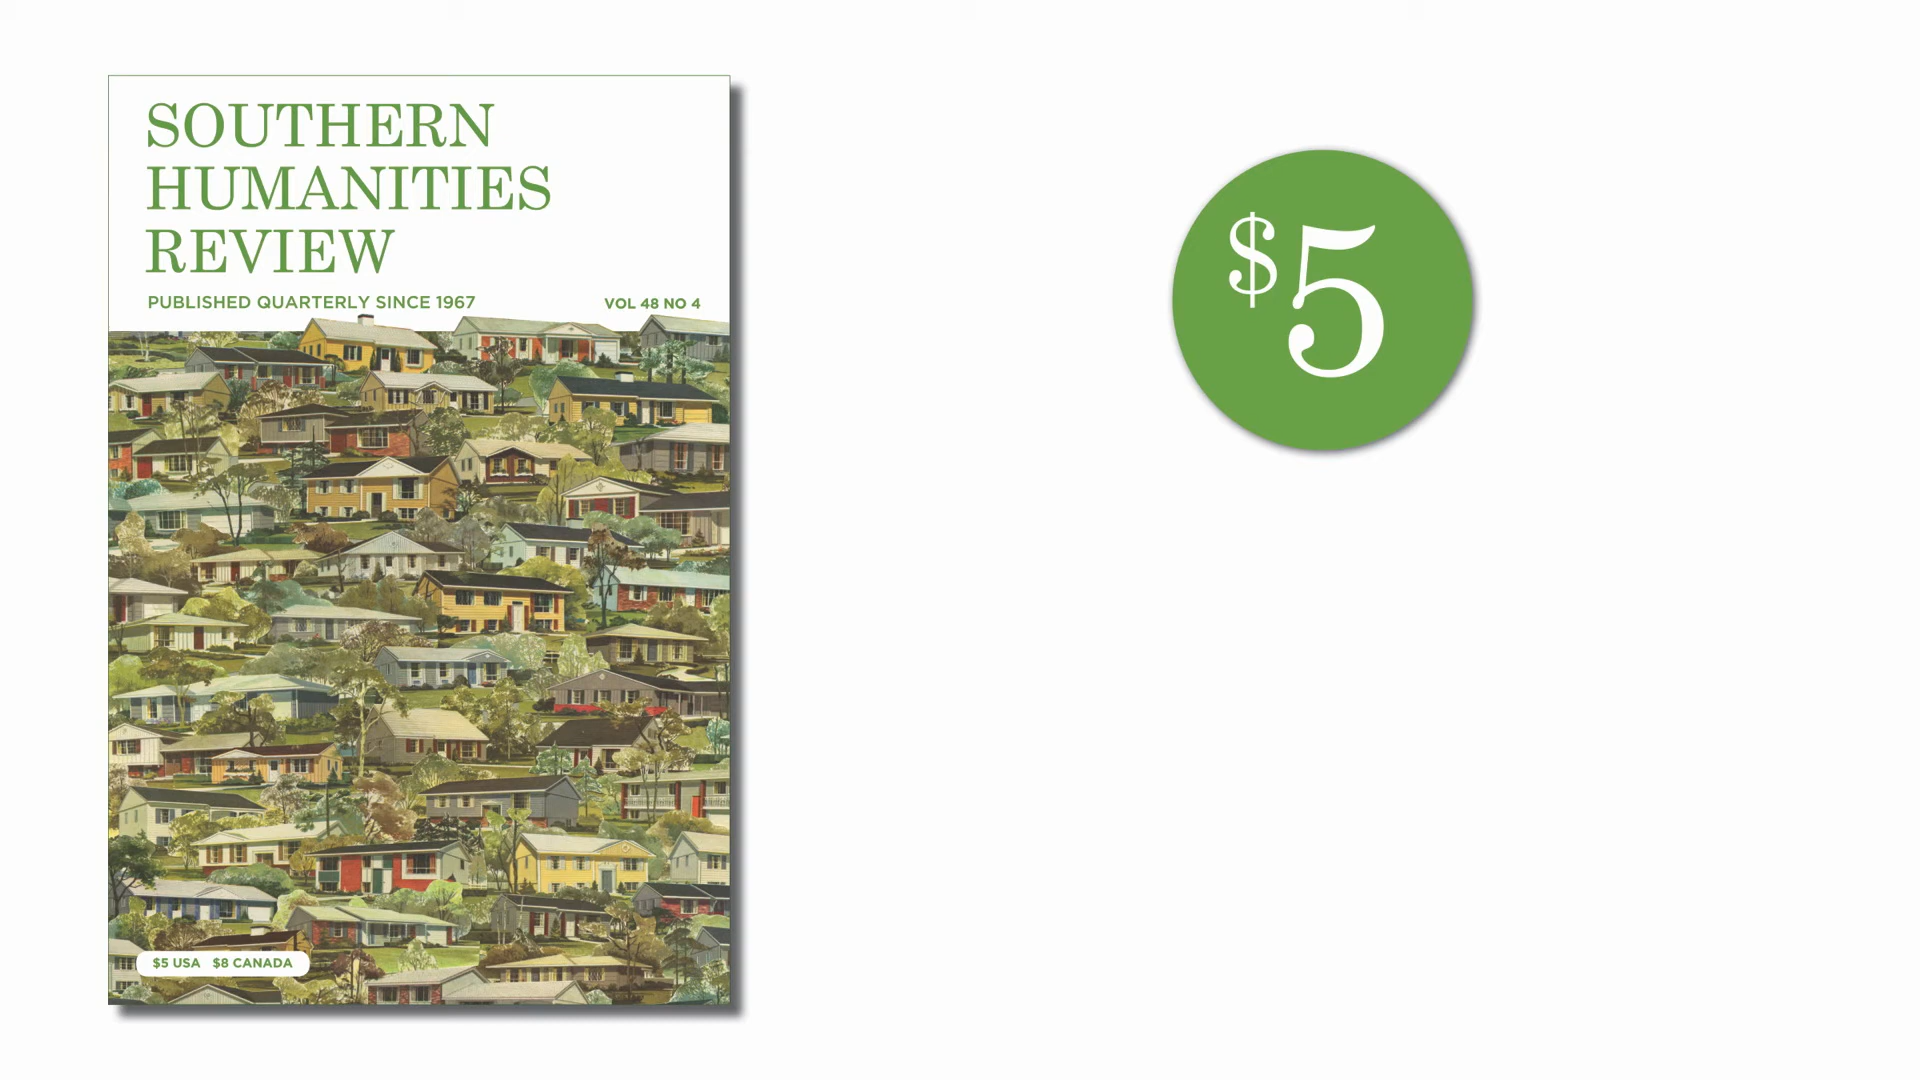 SOUTHERN
HUMANITIES
REVIEW
PUBLISHED QUARTERLY SINCE 1967
VOL 48 NO 4
$5 USA $8 CANADA
$5